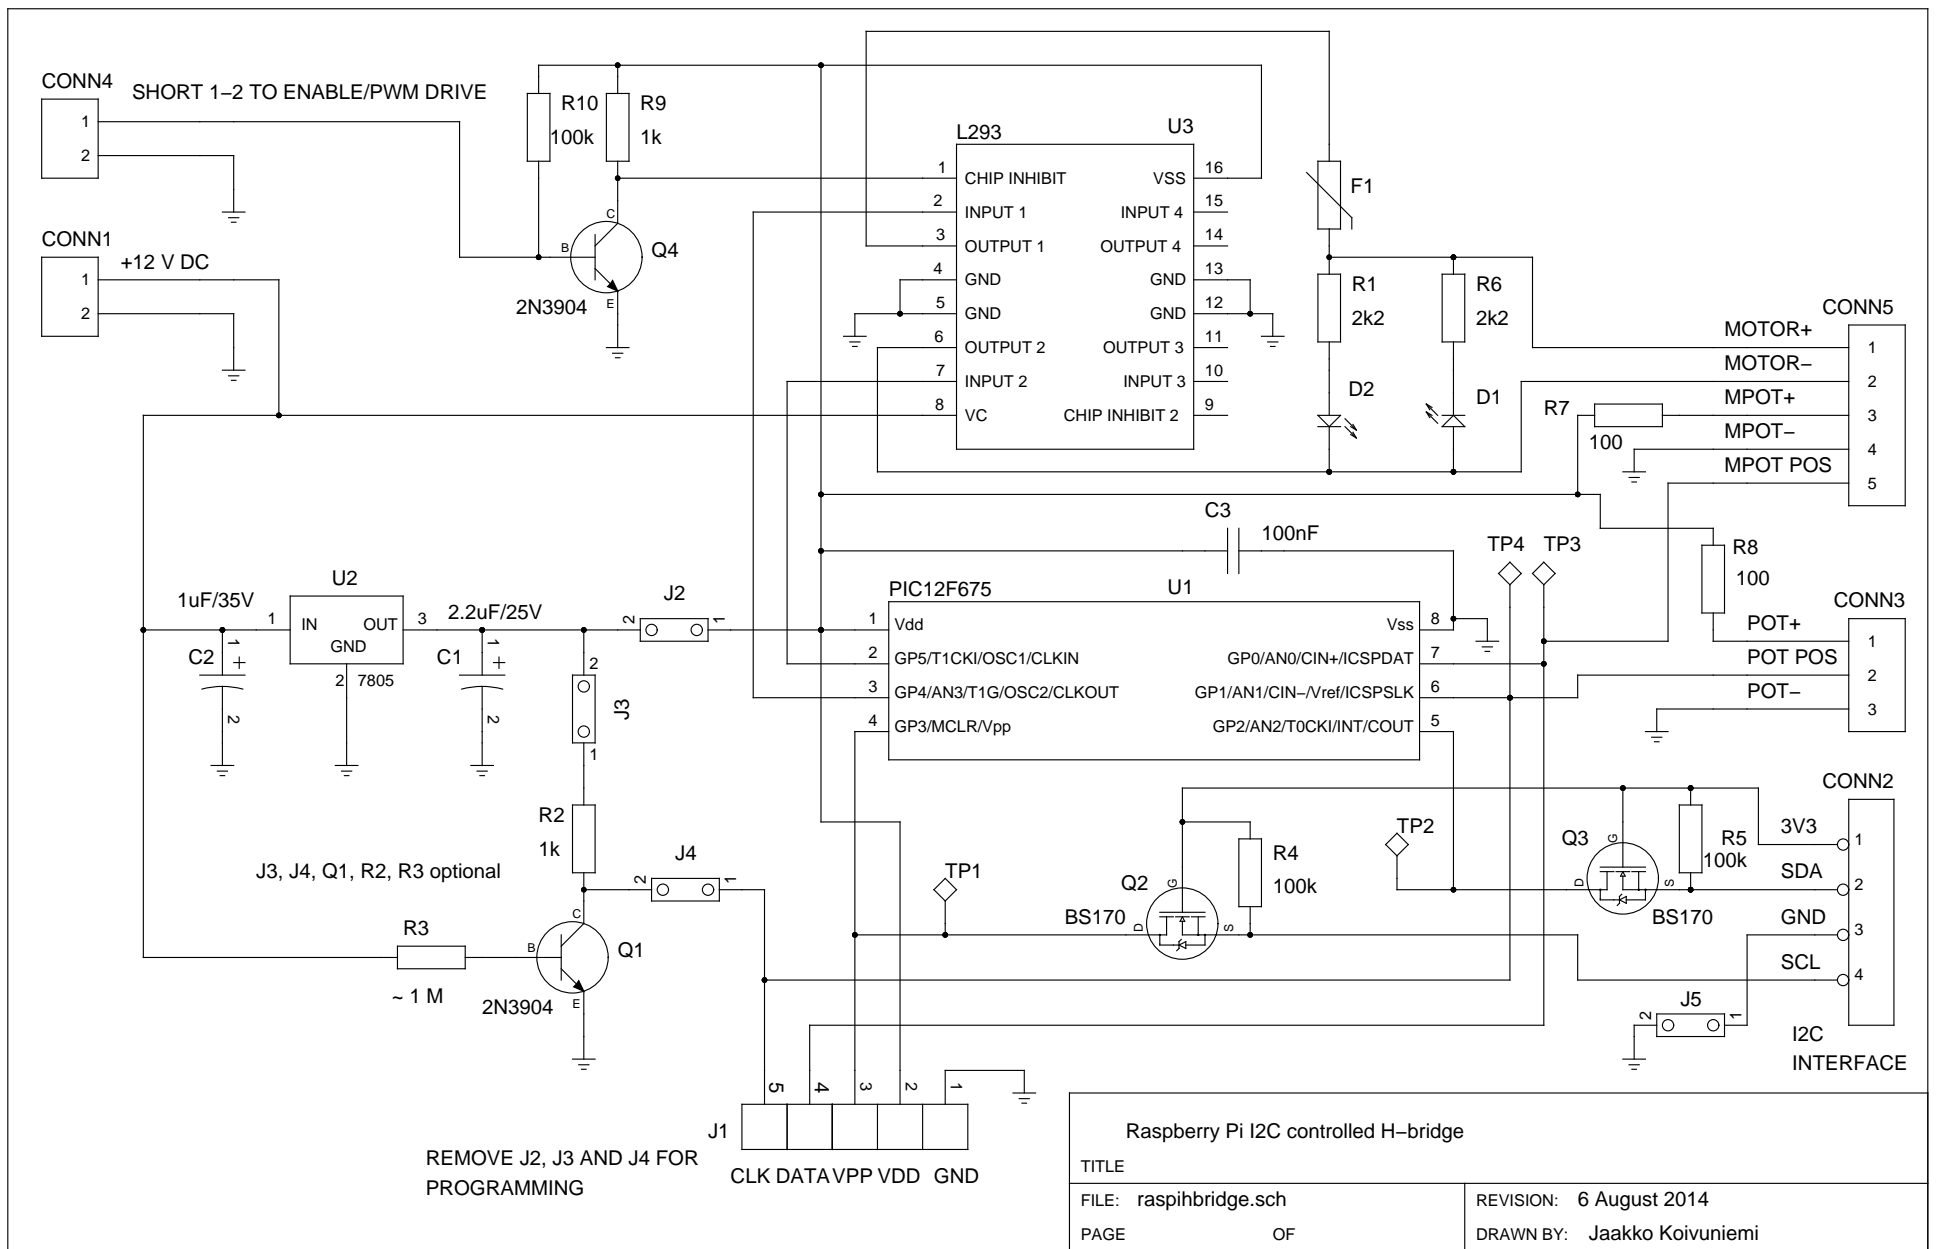 CONN4
SHORT 1–2 TO ENABLE/PWM DRIVE
1
2
R10
100k
R9
1k
C
B
E
Q4
2N3904
CONN1
+12 V DC
1
2
L293
U3
1 CHIP INHIBIT
2 INPUT 1
3 OUTPUT 1
4 GND
5 GND
6 OUTPUT 2
7 INPUT 2
8 VC
VSS 16
INPUT 4 15
OUTPUT 4 14
GND 13
GND 12
OUTPUT 3 11
INPUT 3 10
CHIP INHIBIT 2 9
F1
R1
2k2
R6
2k2
D2
D1
CONN5
MOTOR+ 1
MOTOR– 2
MPOT+ 3
MPOT– 4
MPOT POS 5
R7
100
C3
100nF
TP4
TP3
R8
100
CONN3
POT+ 1
POT POS 2
POT– 3
U2
1uF/35V
1
IN
OUT
GND
3
2
7805
2.2uF/25V
C2
1
+
2
C1
1
+
2
J2
2
1
J3
2
1
PIC12F675
U1
1 Vdd
2 GP5/T1CKI/OSC1/CLKIN
3 GP4/AN3/T1G/OSC2/CLKOUT
4 GP3/MCLR/Vpp
Vss 8
GP0/AN0/CIN+/ICSPDAT 7
GP1/AN1/CIN–/Vref/ICSPSLK 6
GP2/AN2/T0CKI/INT/COUT 5
R2
1k
J3, J4, Q1, R2, R3 optional
J4
2
1
R3
~ 1 M
C
B
E
Q1
2N3904
TP1
Q2
BS170
G
D
S
R4
100k
TP2
Q3
BS170
G
D
S
R5
100k
CONN2
3V3 1
SDA 2
GND 3
SCL 4
J5
2
1
I2C
INTERFACE
5
4
3
2
1
J1
CLK DATA VPP VDD GND
REMOVE J2, J3 AND J4 FOR
PROGRAMMING
Raspberry Pi I2C controlled H–bridge
TITLE
FILE: raspihbridge.sch
REVISION: 6 August 2014
PAGE OF
DRAWN BY: Jaakko Koivuniemi